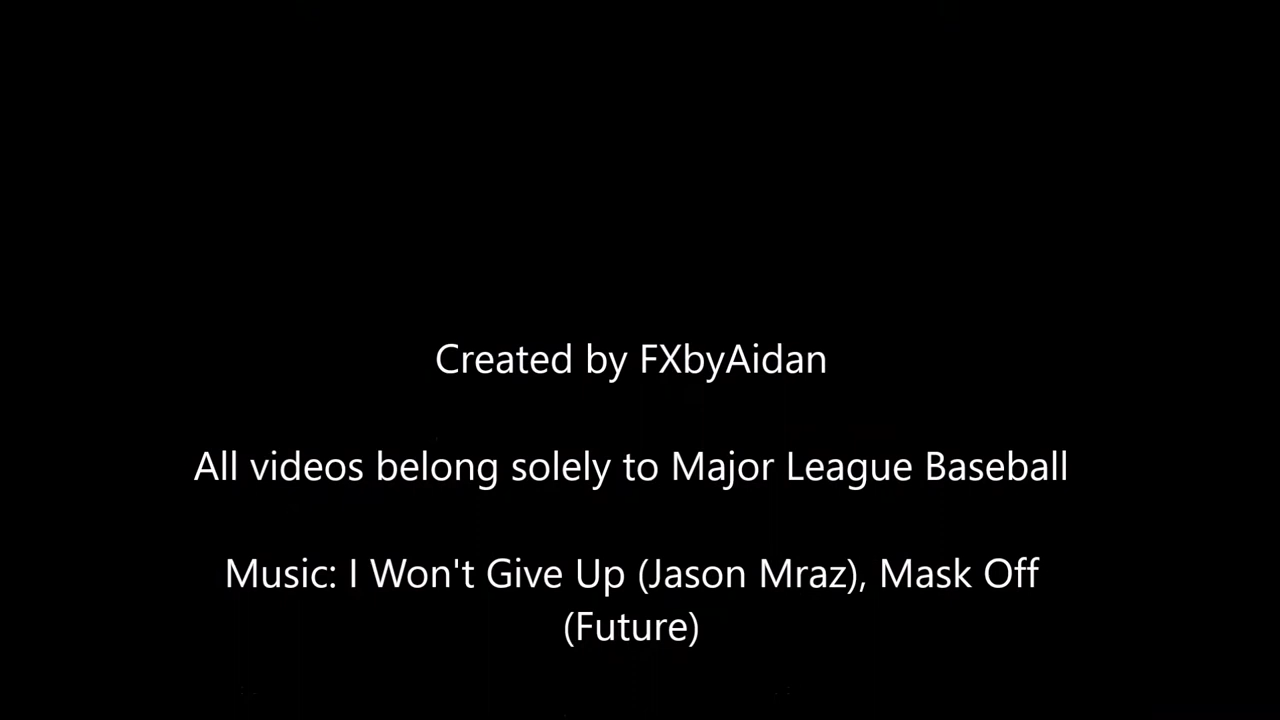 Created by FXbyAidan
All videos belong solely to Major League Baseball
Music: I Won't Give Up (Jason Mraz), Mask Off
(Future)